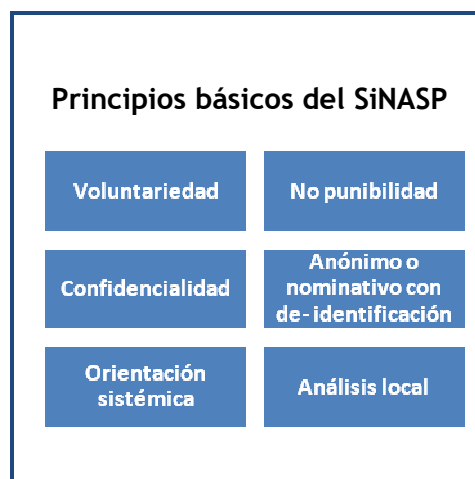 Principios básicos del SiNASP
Voluntariedad
No punibilidad
Confidencialidad
Anónimo o
nominativo con
de-identificación
Orientación
sistémica
Análisis local